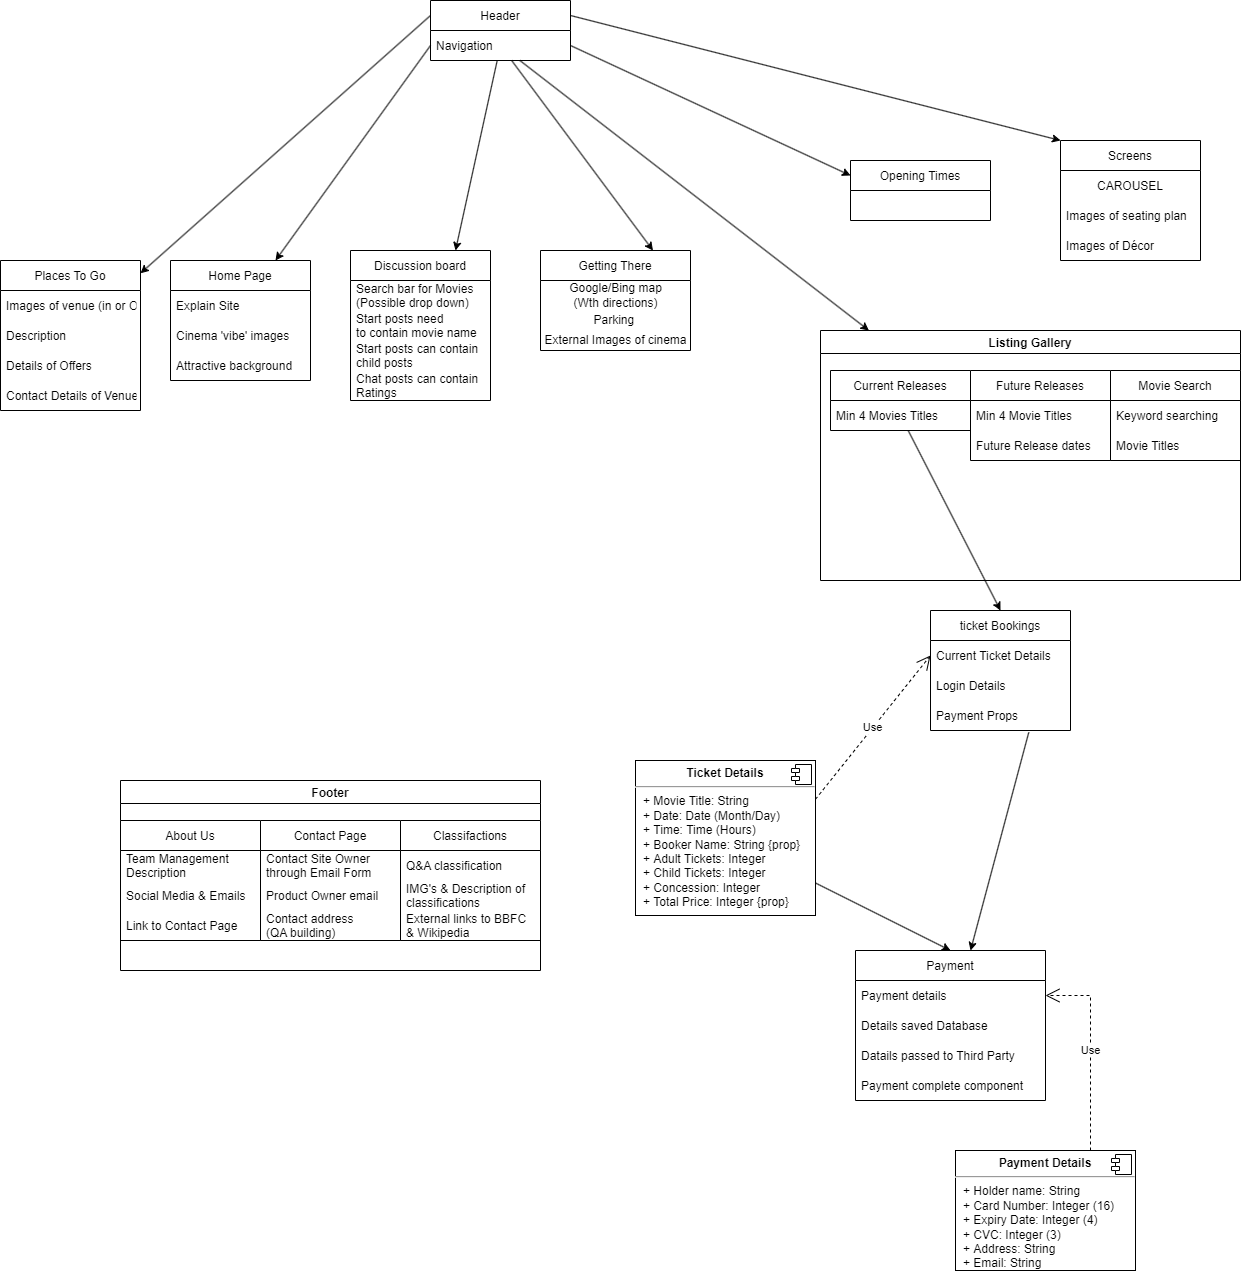 Header
Navigation
Screens
CAROUSEL
Images of seating plan
Images of Décor
Opening Times
Places To Go
Images of venue (in or O
Description
Details of Offers
Contact Details of Venue
Home Page
Explain Site
Cinema 'vibe' images
Attractive background
Discussion board
Search bar for Movies
(Possible drop down)
Start posts need
to contain movie name
Start posts can contain
child posts
Chat posts can contain
Ratings
Getting There
Google/Bing map
(Wth directions)
Parking
External Images of cinema
Listing Gallery
Current Releases
Min 4 Movies Titles
Future Releases
Min 4 Movie Titles
Future Release dates
Movie Search
Keyword searching
Movie Titles
ticket Bookings
Current Ticket Details
Login Details
Payment Props
Use
Ticket Details
+ Movie Title: String
+ Date: Date (Month/Day)
+ Time: Time (Hours)
+ Booker Name: String {prop}
+ Adult Tickets: Integer
+ Child Tickets: Integer
+ Concession: Integer
+ Total Price: Integer {prop}
Footer
About Us
Team Management
Description
Social Media & Emails
Link to Contact Page
Contact Page
Contact Site Owner
through Email Form
Product Owner email
Contact address
(QA building)
Classifactions
Q&A classification
IMG's & Description of
classifications
External links to BBFC
& Wikipedia
Payment
Payment details
Details saved Database
Datails passed to Third Party
Payment complete component
Use
Payment Details
+ Holder name: String
+ Card Number: Integer (16)
+ Expiry Date: Integer (4)
+ CVC: Integer (3)
+ Address: String
+ Email: String